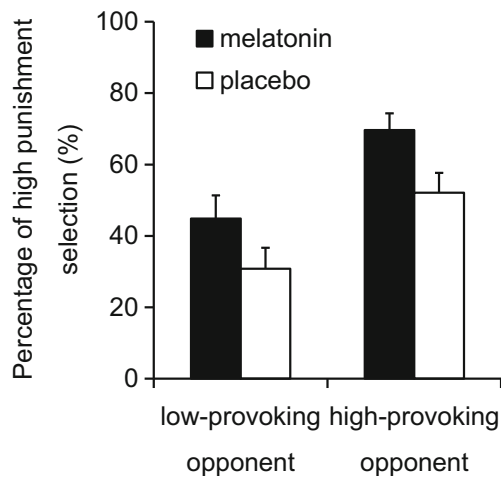 Percentage of high punishment
selection (%)
100
80
60
40
20
0
melatonin
placebo
low-provoking
opponent
high-provoking
opponent